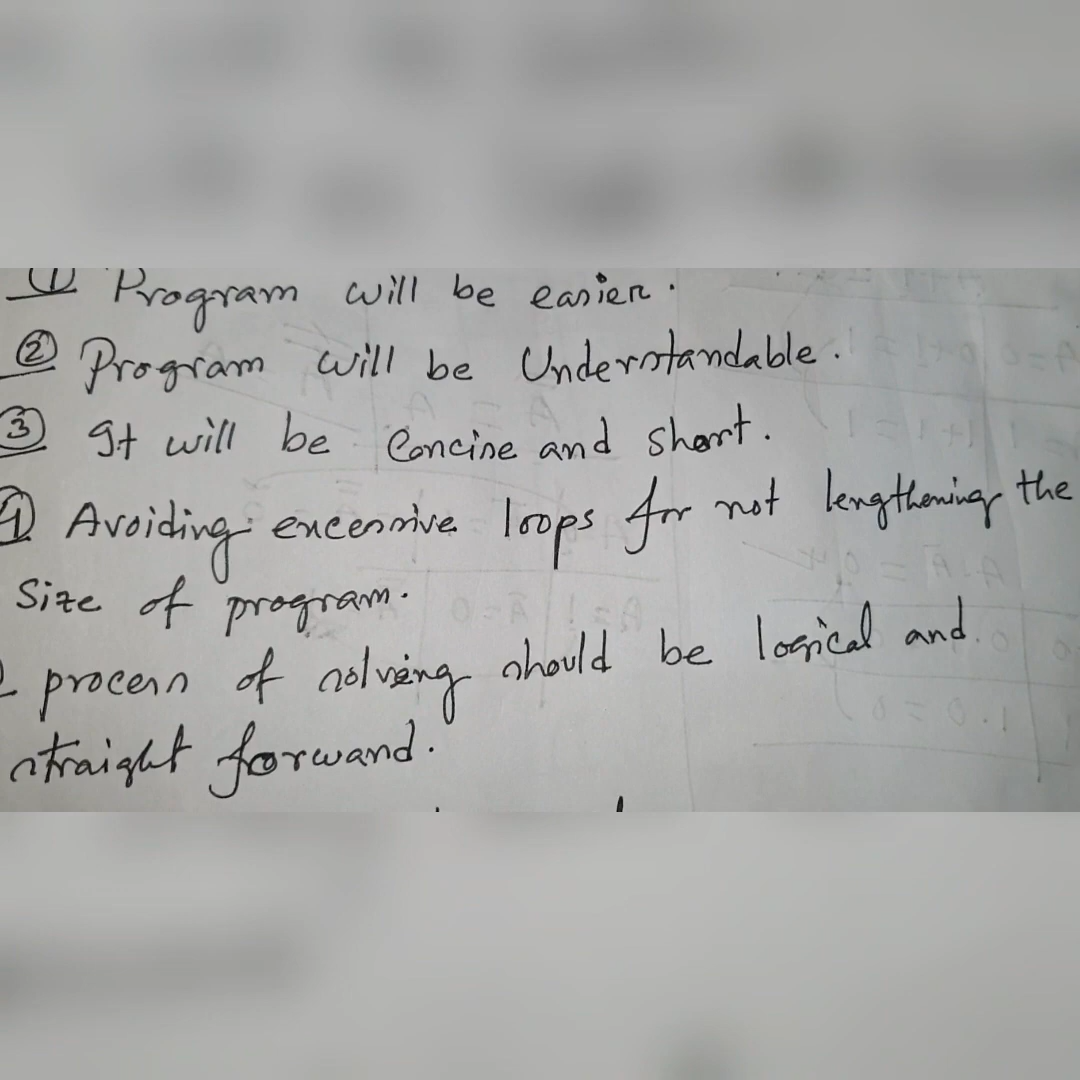 ① Program will be easier.
② Program will be Understandable.
③ It will be Concise and short.
④ Avoiding excessive loops for not lengthening the
Size of program.
process of solving should be logical and
straight forward.